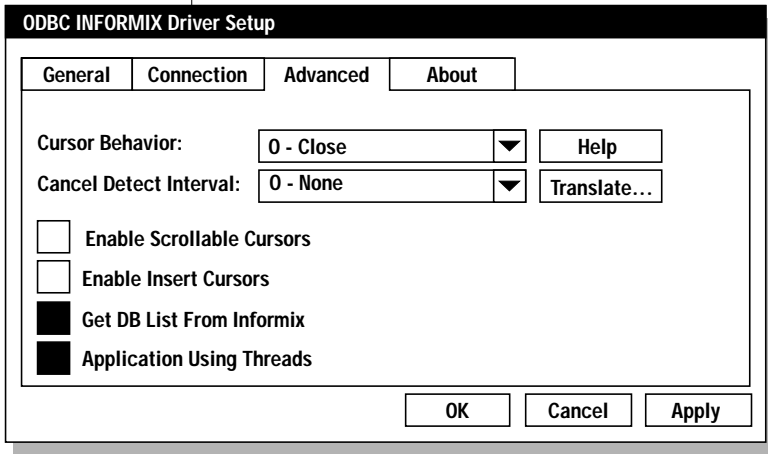 ODBC INFORMIX Driver Setup
General Connection Advanced About
Cursor Behavior: 0 - Close Help
Cancel Detect Interval: 0 - None Translate...
Enable Scrollable Cursors
Enable Insert Cursors
Get DB List From Informix
Application Using Threads
OK Cancel Apply